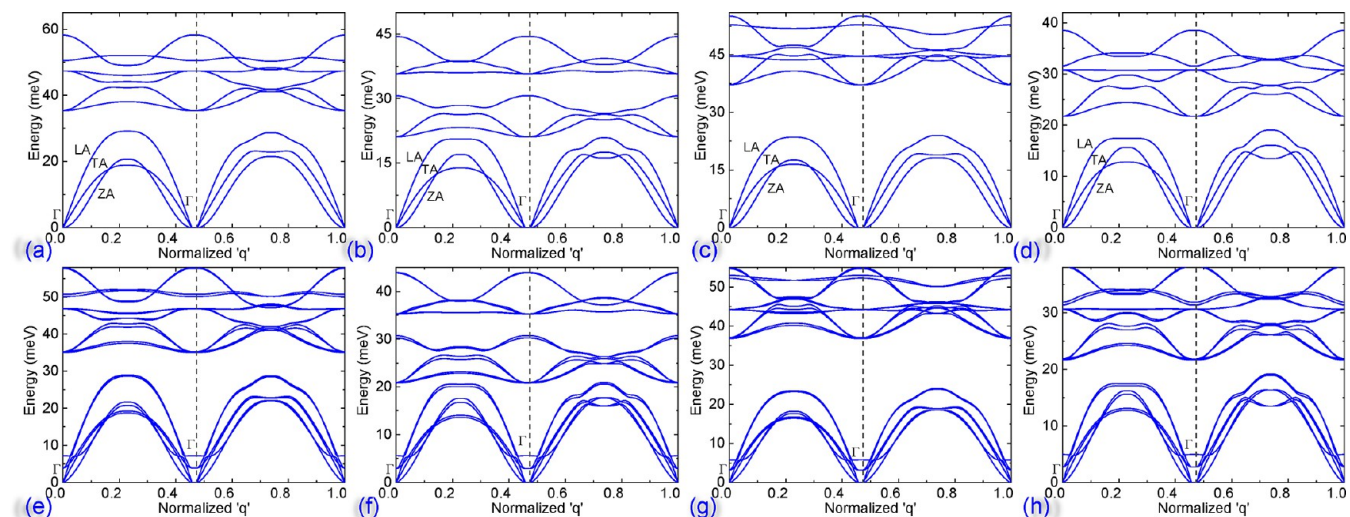 60
40
20
0
Energy (meV)
LA
TA
ZA
Γ
Γ
0.0 0.2 0.4 0.6 0.8 1.0
(a) Normalized 'q'
45
30
15
0
Energy (meV)
LA
TA
ZA
Γ
Γ
0.0 0.2 0.4 0.6 0.8 1.0
(b) Normalized 'q'
45
30
15
0
Energy (meV)
LA
TA
ZA
Γ
Γ
0.0 0.2 0.4 0.6 0.8 1.0
(c) Normalized 'q'
40
30
20
10
0
Energy (meV)
LA
TA
ZA
Γ
Γ
0.0 0.2 0.4 0.6 0.8 1.0
(d) Normalized 'q'
50
40
30
20
10
0
Energy (meV)
Γ
Γ
0.0 0.2 0.4 0.6 0.8 1.0
(e) Normalized 'q'
40
30
20
10
0
Energy (meV)
Γ
Γ
0.0 0.2 0.4 0.6 0.8 1.0
(f) Normalized 'q'
50
40
30
20
10
0
Energy (meV)
Γ
Γ
0.0 0.2 0.4 0.6 0.8 1.0
(g) Normalized 'q'
30
20
10
0
Energy (meV)
Γ
Γ
0.0 0.2 0.4 0.6 0.8 1.0
(h) Normalized 'q'